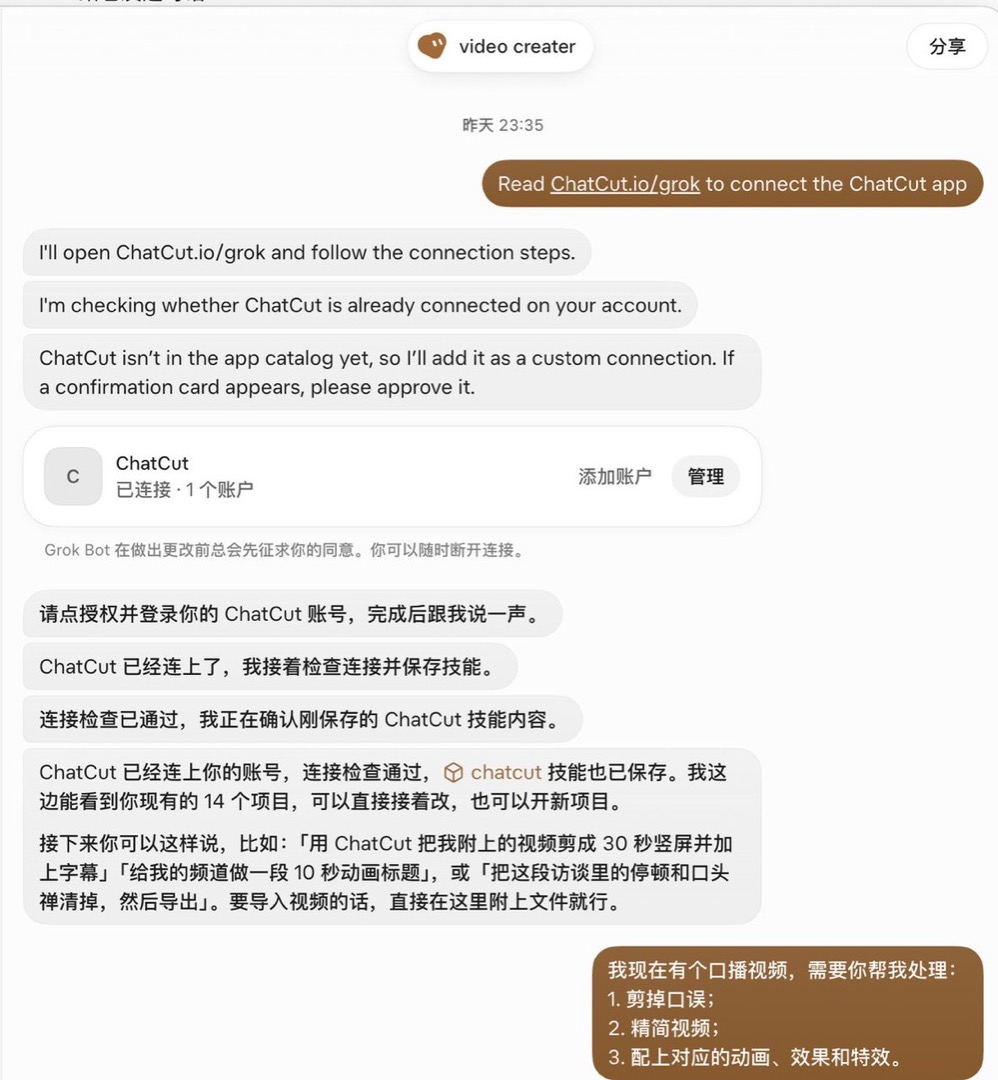 video creater
分享
昨天 23:35
Read ChatCut.io/grok to connect the ChatCut app
I'll open ChatCut.io/grok and follow the connection steps.
I'm checking whether ChatCut is already connected on your account.
ChatCut isn’t in the app catalog yet, so I’ll add it as a custom connection. If
a confirmation card appears, please approve it.
C
ChatCut
已连接 · 1 个账户
添加账户
管理
Grok Bot 在做出更改前总会先征求你的同意。你可以随时断开连接。
请点授权并登录你的 ChatCut 账号，完成后跟我说一声。
ChatCut 已经连上了，我接着检查连接并保存技能。
连接检查已通过，我正在确认刚保存的 ChatCut 技能内容。
ChatCut 已经连上你的账号，连接检查通过， chatcut 技能也已保存。我这
边能看到你现有的 14 个项目，可以直接接着改，也可以开新项目。
接下来你可以这样说，比如：「用 ChatCut 把我附上的视频剪成 30 秒竖屏并加
上字幕」「给我的频道做一段 10 秒动画标题」，或「把这段访谈里的停顿和口头
禅清掉，然后导出」。要导入视频的话，直接在这里附上文件就行。
我现在有个口播视频，需要你帮我处理：
1. 剪掉口误；
2. 精简视频；
3. 配上对应的动画、效果和特效。